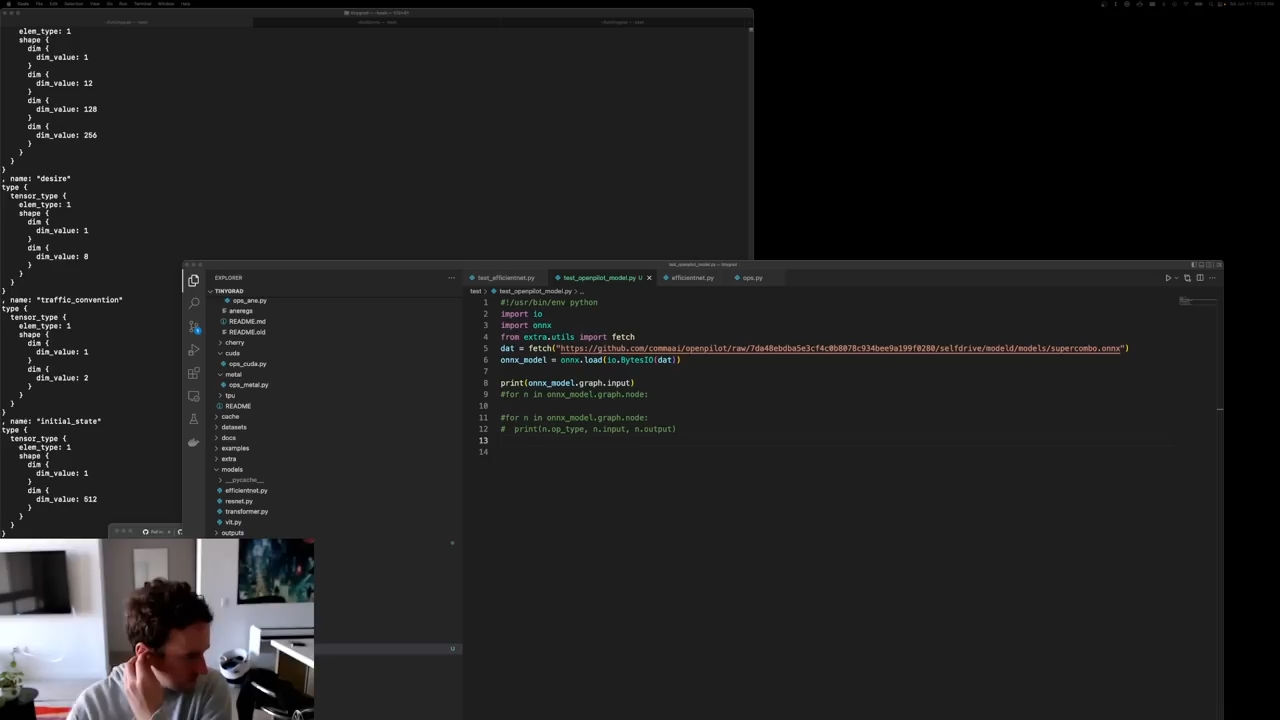 elem_type: 1
shape {
dim {
dim_value: 1
}
dim {
dim_value: 12
}
dim {
dim_value: 128
}
dim {
dim_value: 256
}
}
}
}
, name: "desire"
type {
tensor_type {
elem_type: 1
shape {
dim {
dim_value: 1
}
dim {
dim_value: 8
}
}
}
}
, name: "traffic_convention"
type {
tensor_type {
elem_type: 1
shape {
dim {
dim_value: 1
}
dim {
dim_value: 2
}
}
}
}
, name: "initial_state"
type {
tensor_type {
elem_type: 1
shape {
dim {
dim_value: 1
}
dim {
dim_value: 512
}
}
}
}
test_openpilot_model.py — tinygrad
EXPLORER
TINYGRAD
ops_ane.py
aneregs
README.md
README.old
cherry
cuda
ops_cuda.py
metal
ops_metal.py
tpu
README
cache
datasets
docs
examples
extra
models
__pycache__
efficientnet.py
resnet.py
transformer.py
vit.py
outputs
U
test_efficientnet.py
test_openpilot_model.py U
efficientnet.py
ops.py
test > test_openpilot_model.py > ...
1 #!/usr/bin/env python
2 import io
3 import onnx
4 from extra.utils import fetch
5 dat = fetch("https://github.com/commaai/openpilot/raw/7da48ebdba5e3cf4c0b8078c934bee9a199f0280/selfdrive/modeld/models/supercombo.onnx")
6 onnx_model = onnx.load(io.BytesIO(dat))
7
8 print(onnx_model.graph.input)
9 #for n in onnx_model.graph.node:
10
11 #for n in onnx_model.graph.node:
12 # print(n.op_type, n.input, n.output)
13
14